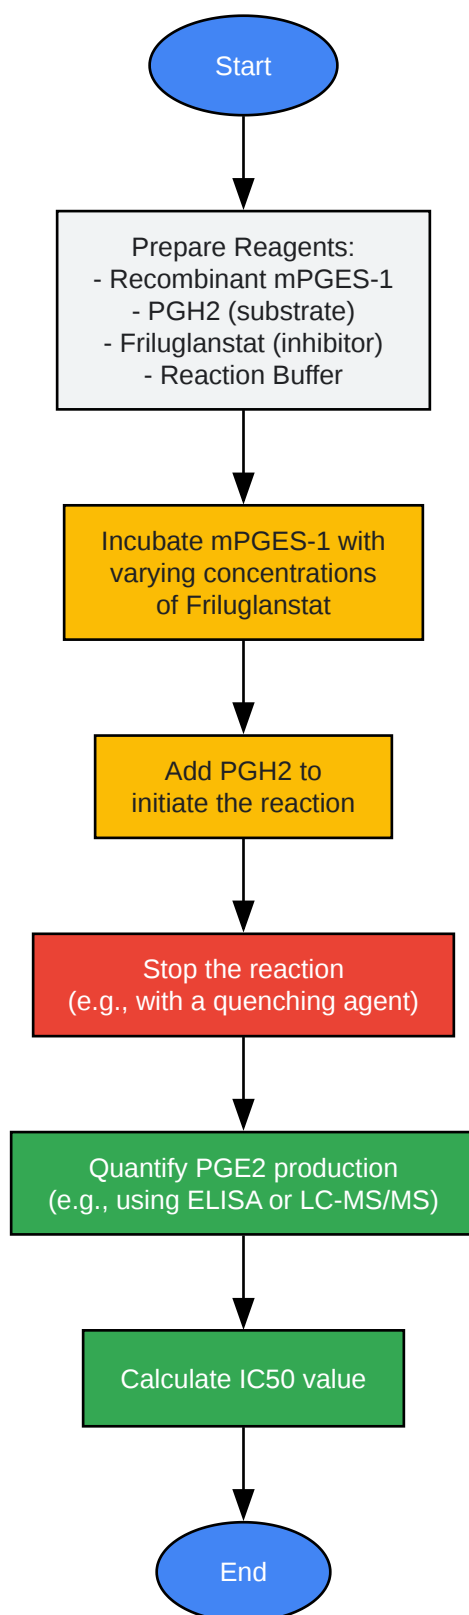 Start
Prepare Reagents:
- Recombinant mPGES-1
- PGH2 (substrate)
- Friluglanstat (inhibitor)
- Reaction Buffer
Incubate mPGES-1 with
varying concentrations
of Friluglanstat
Add PGH2 to
initiate the reaction
Stop the reaction
(e.g., with a quenching agent)
Quantify PGE2 production
(e.g., using ELISA or LC-MS/MS)
Calculate IC50 value
End